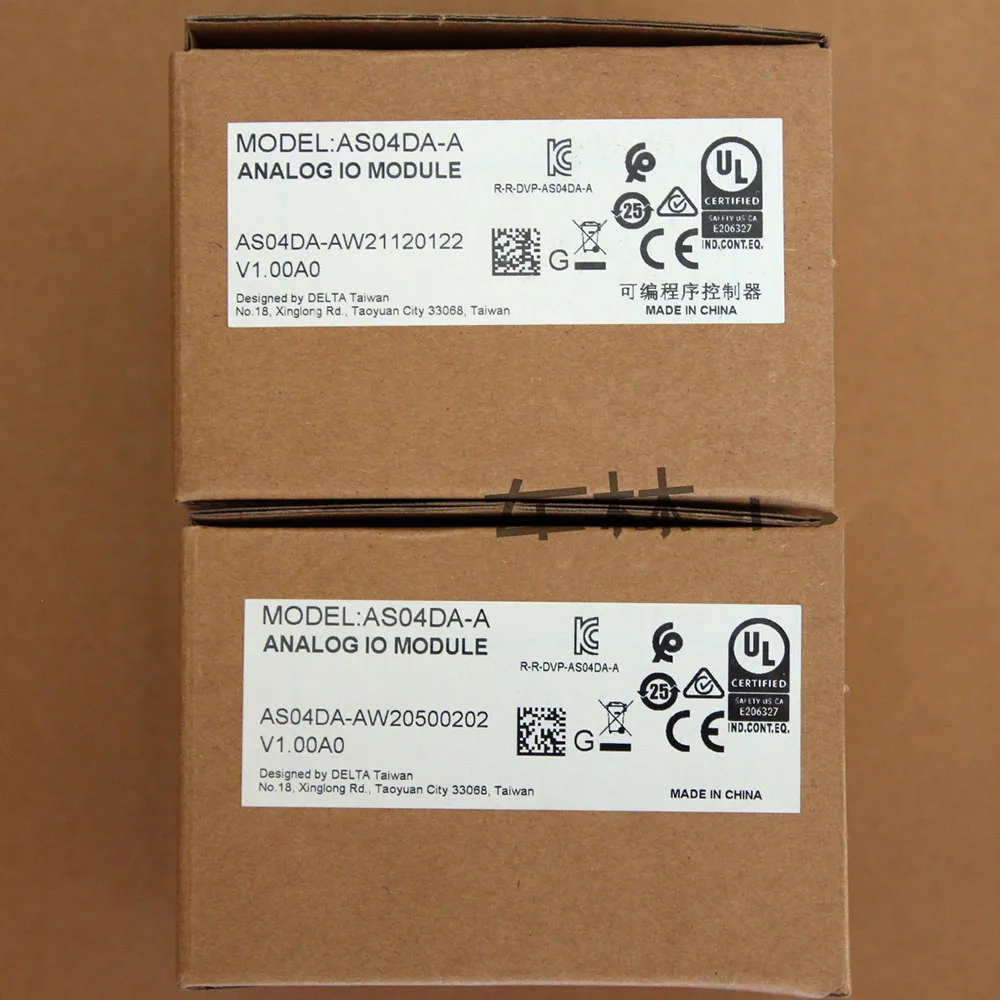 MODEL:AS04DA-A
ANALOG IO MODULE
R-R-DVP-AS04DA-A
UL
CERTIFIED
SAFETY US CA
E206327
25
IND.CONT.EQ.
AS04DA-AW21120122
G
CE
V1.00A0
可编程序控制器
Designed by DELTA Taiwan
No.18, Xinglong Rd., Taoyuan City 33068, Taiwan
MADE IN CHINA
MODEL:AS04DA-A
ANALOG IO MODULE
R-R-DVP-AS04DA-A
UL
CERTIFIED
SAFETY US CA
E206327
25
IND.CONT.EQ.
AS04DA-AW20500202
G
CE
V1.00A0
Designed by DELTA Taiwan
No.18, Xinglong Rd., Taoyuan City 33068, Taiwan
MADE IN CHINA